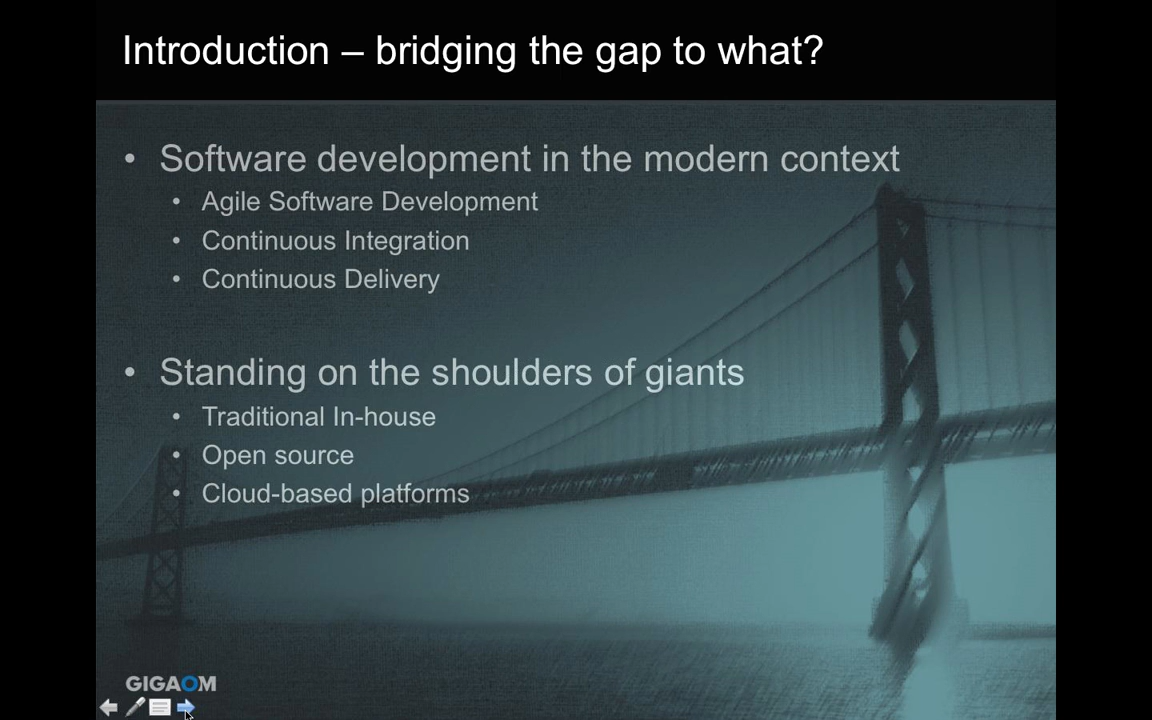 Introduction – bridging the gap to what?
• Software development in the modern context
• Agile Software Development
• Continuous Integration
• Continuous Delivery
• Standing on the shoulders of giants
• Traditional In-house
• Open source
• Cloud-based platforms
GIGAOM